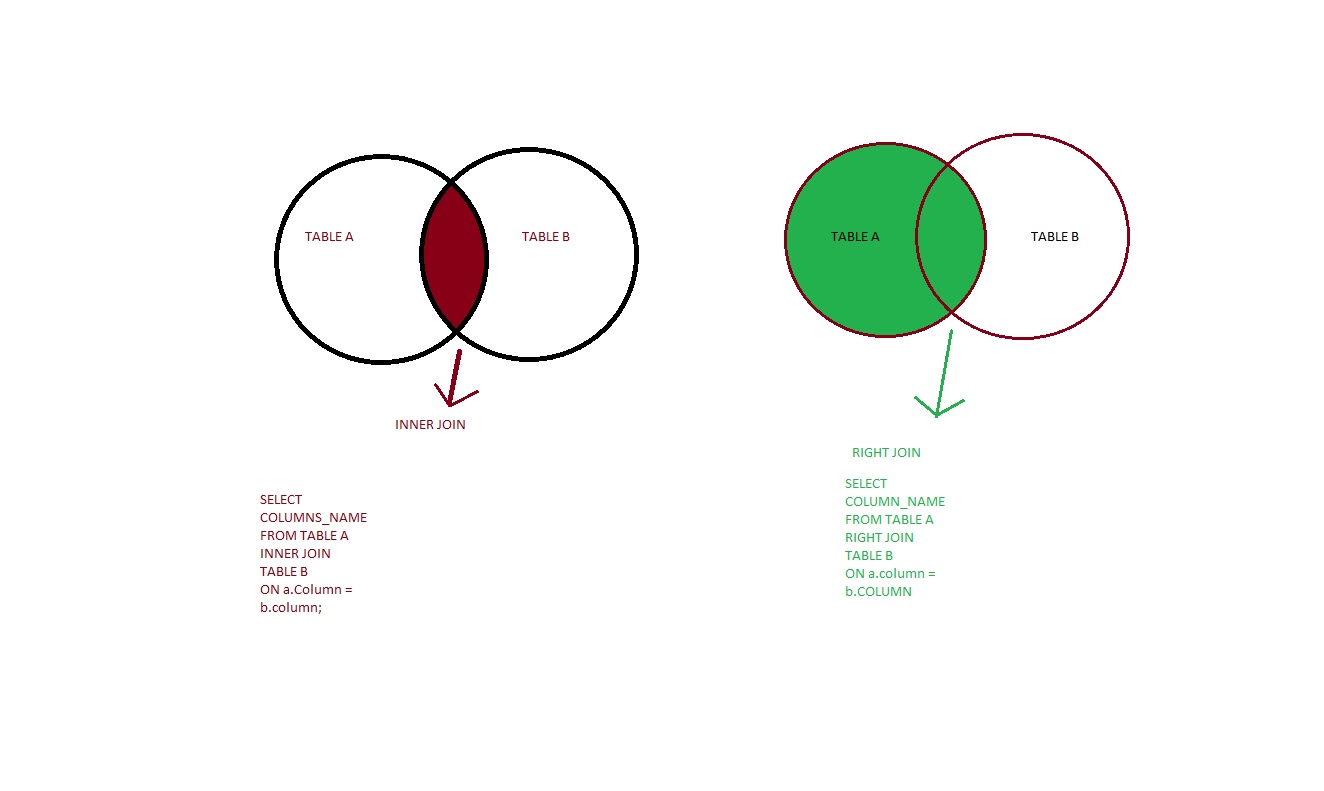 TABLE A
TABLE B
INNER JOIN
SELECT
COLUMNS_NAME
FROM TABLE A
INNER JOIN
TABLE B
ON a.Column =
b.column;
TABLE A
TABLE B
RIGHT JOIN
SELECT
COLUMN_NAME
FROM TABLE A
RIGHT JOIN
TABLE B
ON a.column =
b.COLUMN